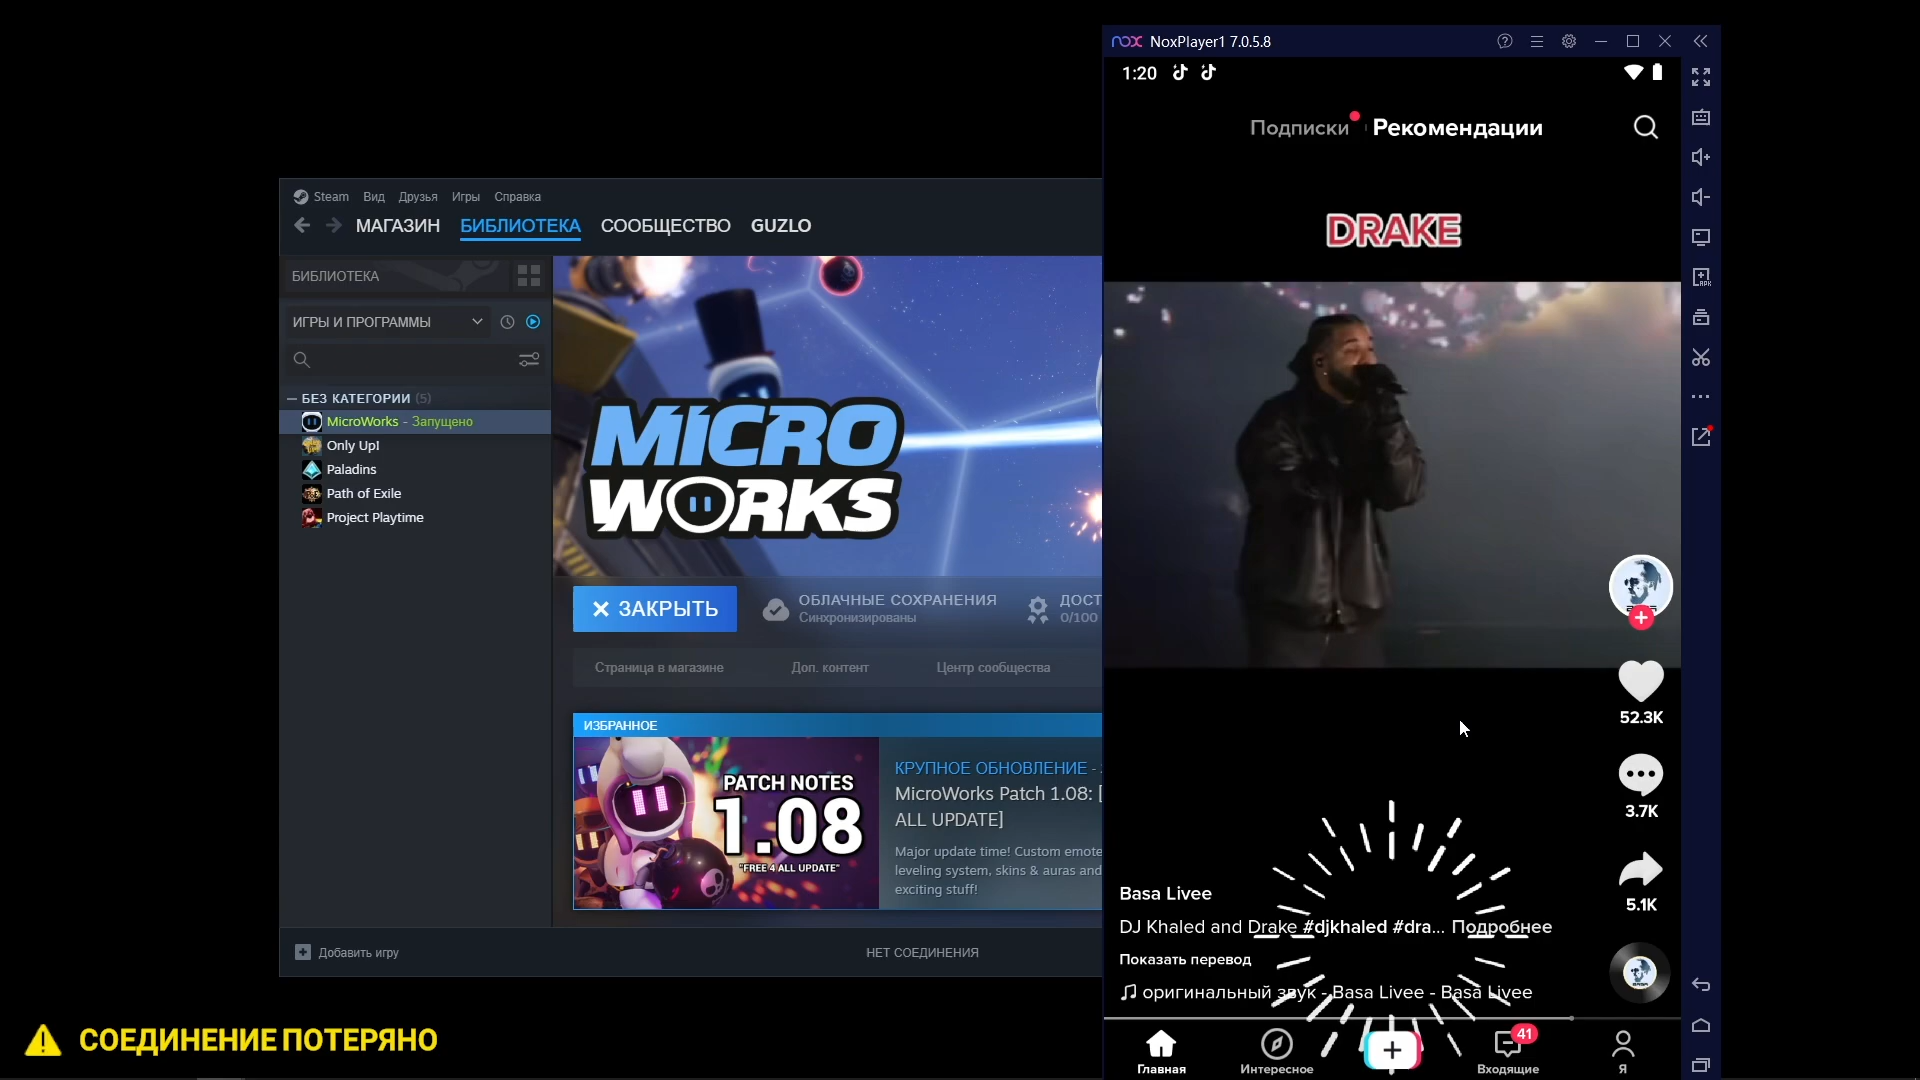 Steam Вид Друзья Игры Справка
МАГАЗИН БИБЛИОТЕКА СООБЩЕСТВО GUZLO
БИБЛИОТЕКА
ИГРЫ И ПРОГРАММЫ
БЕЗ КАТЕГОРИИ (5)
MicroWorks - Запущено
Only Up!
Paladins
Path of Exile
Project Playtime
MICRO
WORKS
ЗАКРЫТЬ
ОБЛАЧНЫЕ СОХРАНЕНИЯ
Синхронизированы
ДОСТ
0/100
Страница в магазине Доп. контент Центр сообщества
ИЗБРАННОЕ
PATCH NOTES
1.08
"FREE 4 ALL UPDATE"
КРУПНОЕ ОБНОВЛЕНИЕ -
MicroWorks Patch 1.08: [
ALL UPDATE]
Major update time! Custom emote
leveling system, skins & auras and
exciting stuff!
Добавить игру
НЕТ СОЕДИНЕНИЯ
СОЕДИНЕНИЕ ПОТЕРЯНО
nox NoxPlayer1 7.0.5.8
1:20
Подписки Рекомендации
DRAKE
52.3K
3.7K
5.1K
Basa Livee
DJ Khaled and Drake #djkhaled #dra... Подробнее
Показать перевод
оригинальный звук - Basa Livee - Basa Livee
Главная
Интересное
41
Входящие
Я
APK